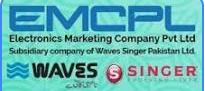 EMCPL
Electronics Marketing Company Pvt Ltd
Subsidiary company of Waves Singer Pakistan Ltd.
WAVES
SINGER